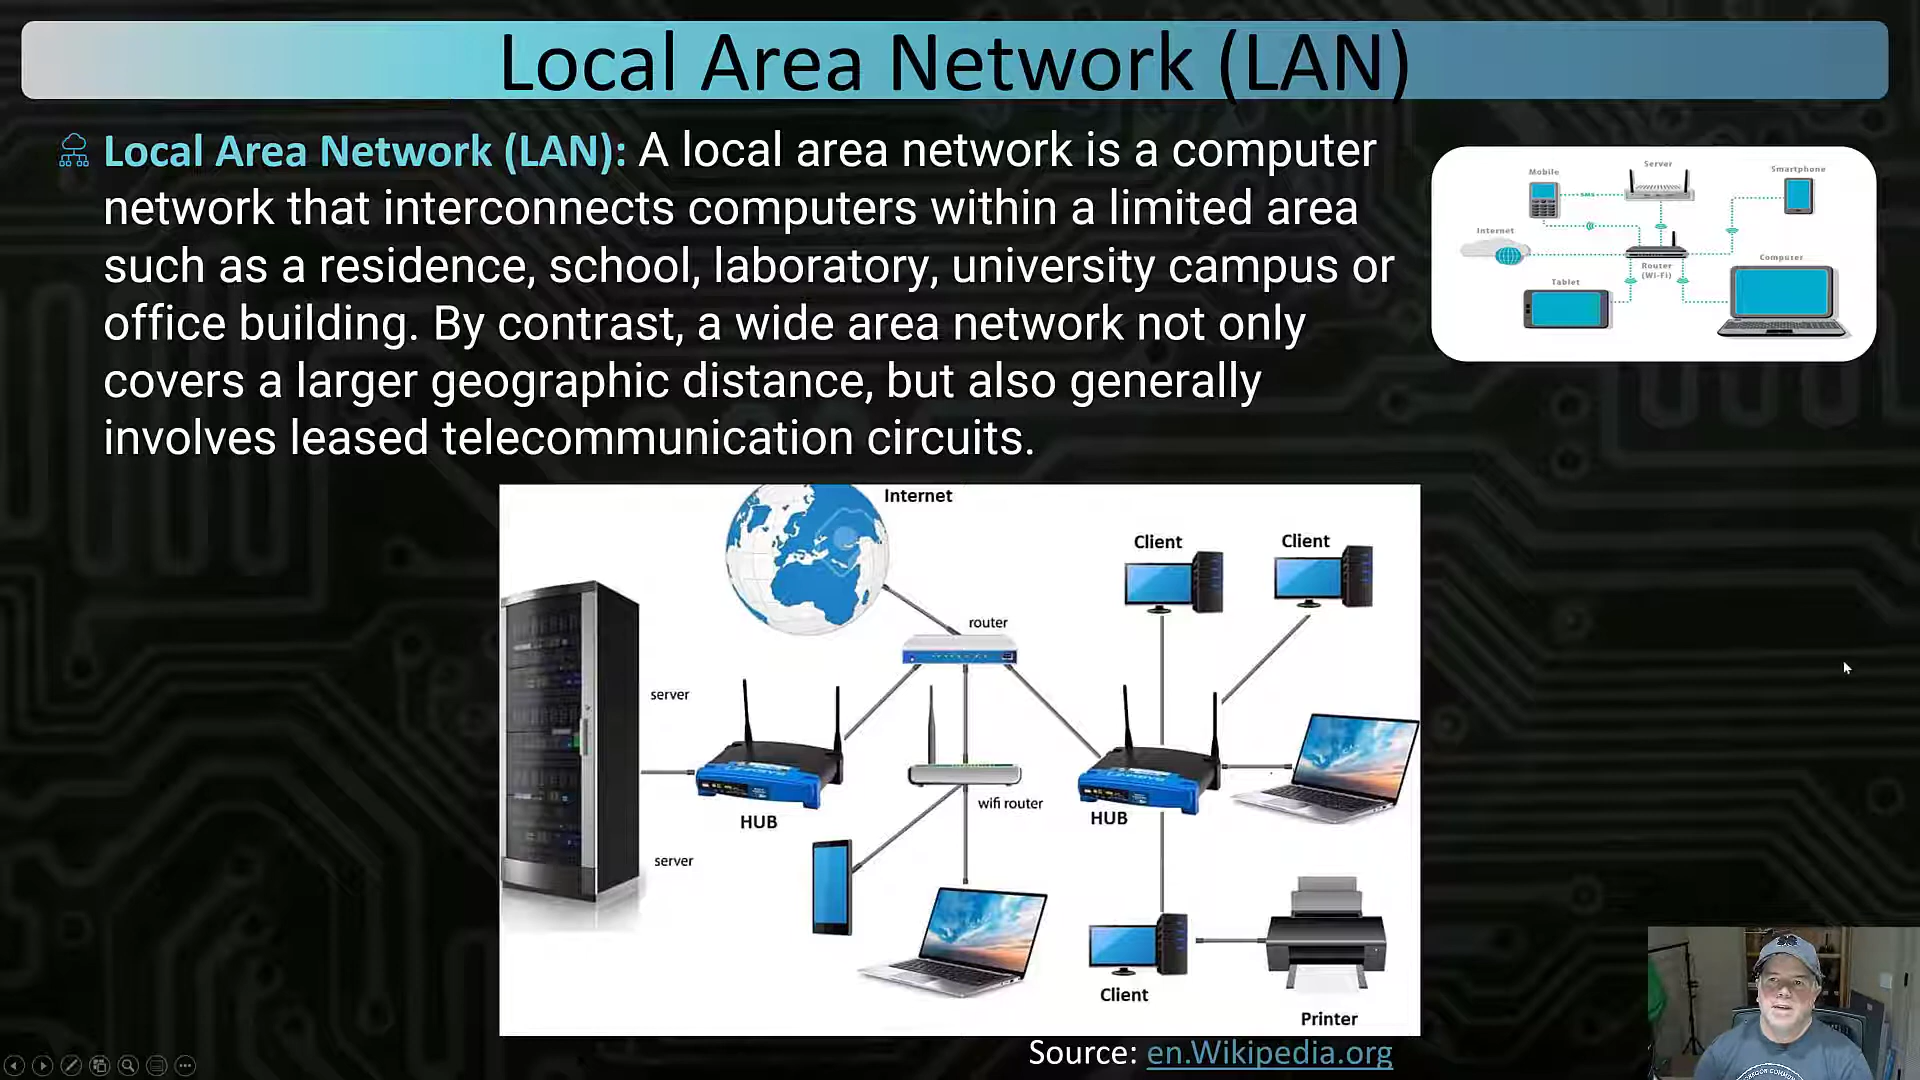 Local Area Network (LAN)
Local Area Network (LAN): A local area network is a computer
network that interconnects computers within a limited area
such as a residence, school, laboratory, university campus or
office building. By contrast, a wide area network not only
covers a larger geographic distance, but also generally
involves leased telecommunication circuits.
Mobile
Server
Smartphone
SMS
Internet
Router
(Wi-Fi)
Computer
Tablet
Internet
Client
Client
router
server
HUB
wifi router
HUB
server
Client
Printer
Source: en.Wikipedia.org